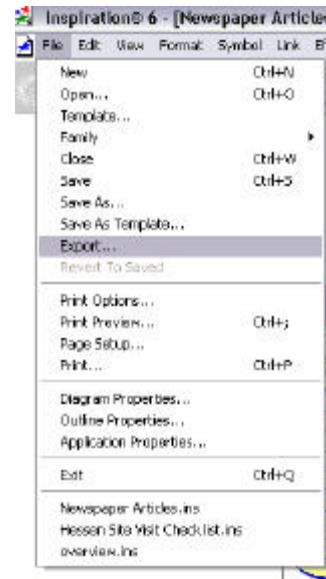 Inspiration® 6 - [Newspaper Article
File Edit View Format Symbol Link E
New Ctrl+N
Open... Ctrl+O
Template...
Family
Close Ctrl+W
Save Ctrl+S
Save As...
Save As Template...
Export...
Revert To Saved
Print Options...
Print Preview... Ctrl+;
Page Setup...
Print... Ctrl+P
Diagram Properties...
Outline Properties...
Application Properties...
Exit Ctrl+Q
Newspaper Articles.ins
Hessen Site Visit Checklist.ins
overview.ins